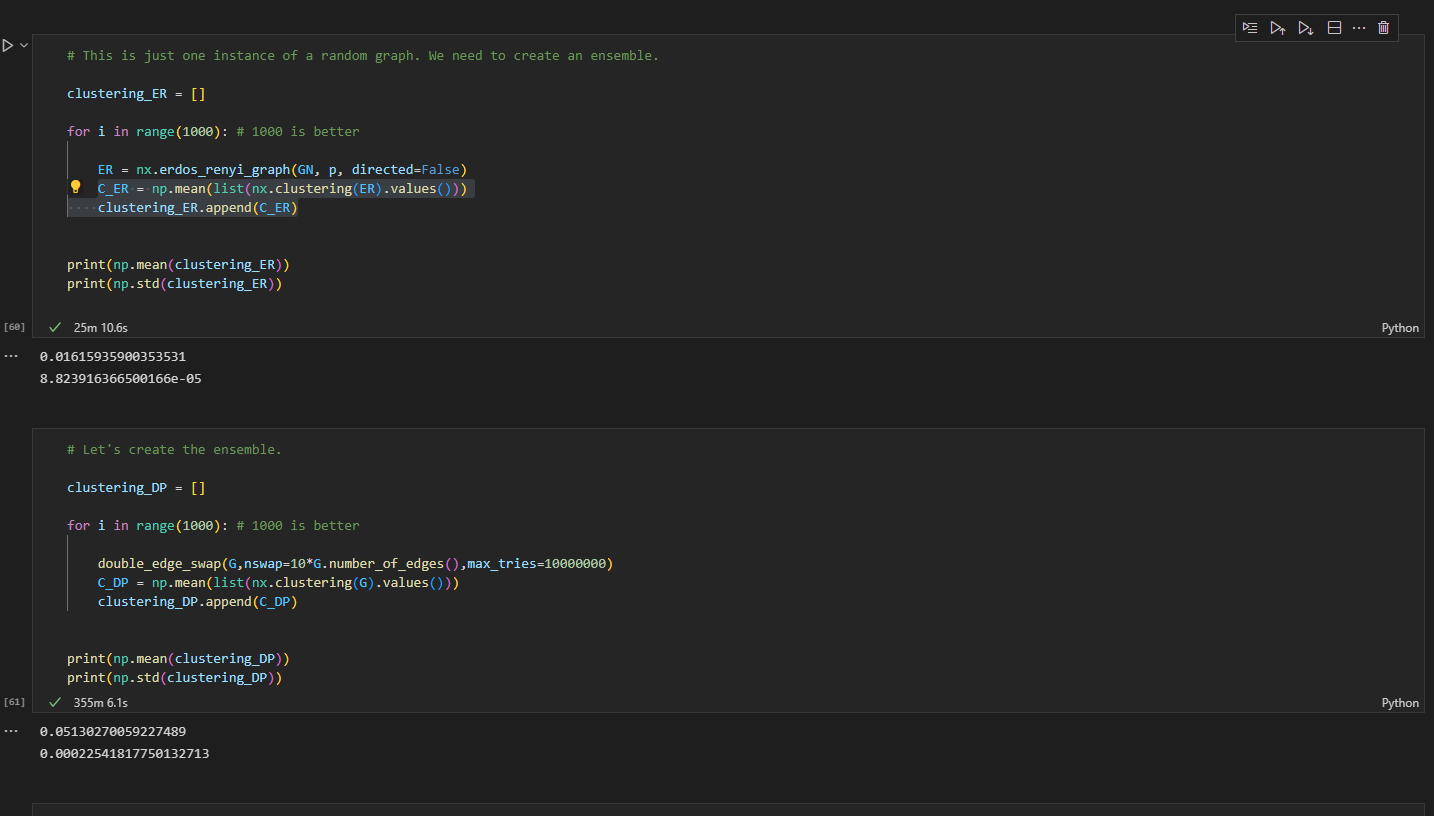 # This is just one instance of a random graph. We need to create an ensemble.
clustering_ER = []
for i in range(1000): # 1000 is better
ER = nx.erdos_renyi_graph(GN, p, directed=False)
C_ER = np.mean(list(nx.clustering(ER).values()))
clustering_ER.append(C_ER)
print(np.mean(clustering_ER))
print(np.std(clustering_ER))
[60] 25m 10.6s Python
0.01615935900353531
8.823916366500166e-05
# Let's create the ensemble.
clustering_DP = []
for i in range(1000): # 1000 is better
double_edge_swap(G,nswap=10*G.number_of_edges(),max_tries=10000000)
C_DP = np.mean(list(nx.clustering(G).values()))
clustering_DP.append(C_DP)
print(np.mean(clustering_DP))
print(np.std(clustering_DP))
[61] 355m 6.1s Python
0.05130270059227489
0.00022541817750132713